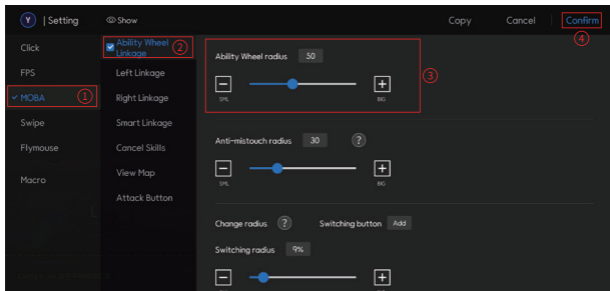 Y | Setting
Show
Copy
Cancel
Confirm
④
Click
FPS
MOBA ①
Swipe
Flymouse
Macro
Ability Wheel
Linkage ②
Left Linkage
Right Linkage
Smart Linkage
Cancel Skills
View Map
Attack Button
Ability Wheel radius 50
③
SML BIG
Anti-mistouch radius 30 ?
SML BIG
Change radius ? Switching button Add
Switching radius 9%